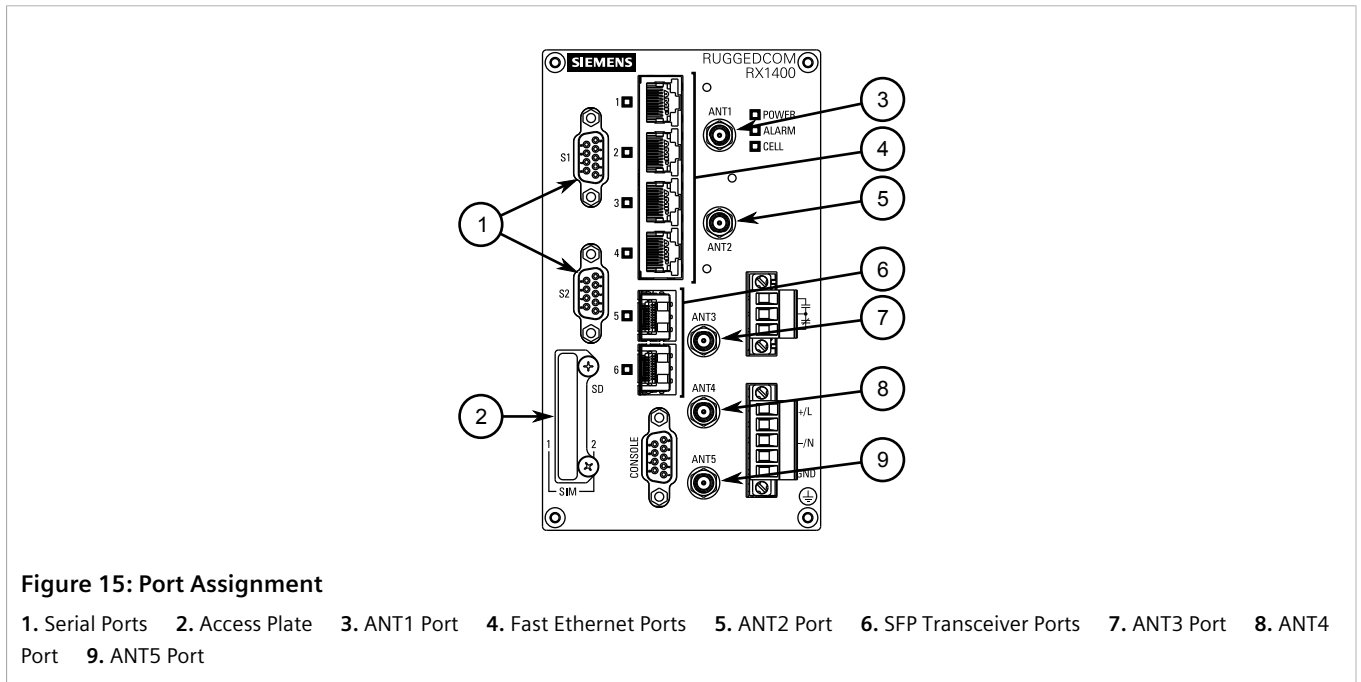 SIEMENS
RUGGEDCOM
RX1400
1
2
3
4
5
6
S1
S2
ANT1
POWER
ALARM
CELL
ANT2
ANT3
ANT4
ANT5
SD
1
2
SIM
CONSOLE
+/L
-/N
GND
1
2
3
4
5
6
7
8
9
Figure 15: Port Assignment
1. Serial Ports 2. Access Plate 3. ANT1 Port 4. Fast Ethernet Ports 5. ANT2 Port 6. SFP Transceiver Ports 7. ANT3 Port 8. ANT4
Port 9. ANT5 Port